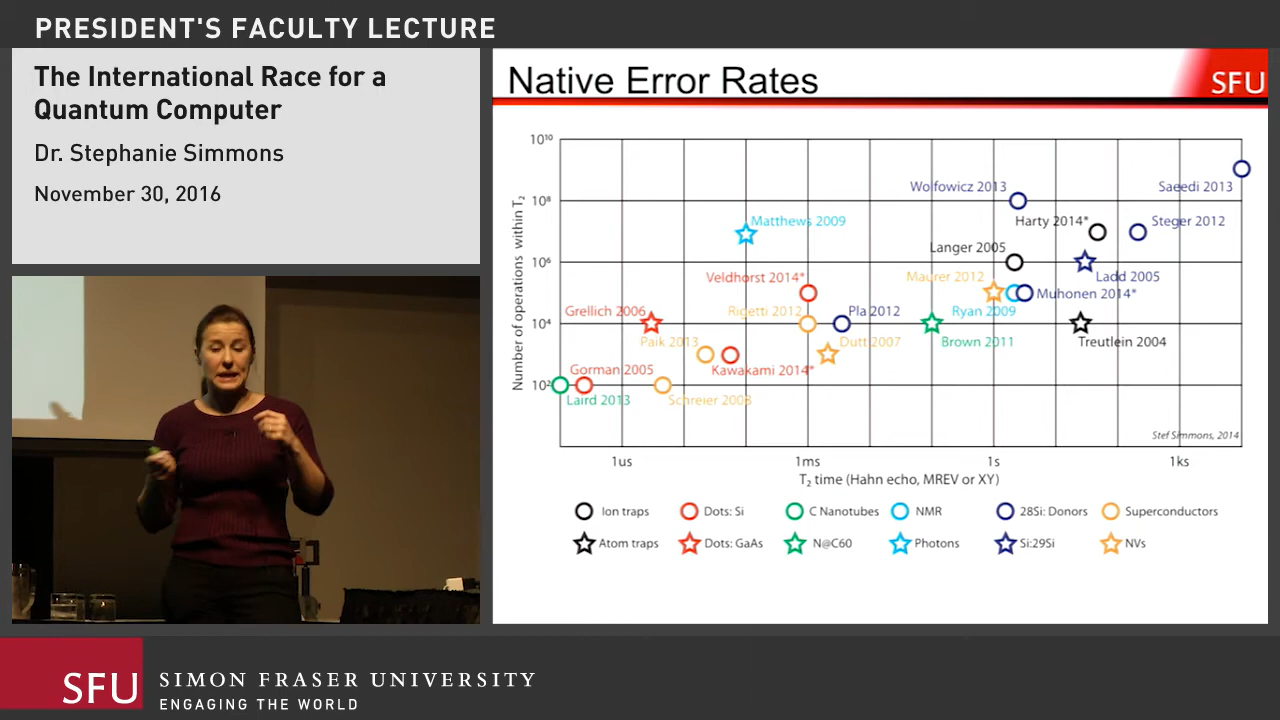 PRESIDENT'S FACULTY LECTURE
The International Race for a
Quantum Computer
Dr. Stephanie Simmons
November 30, 2016
Native Error Rates
SFU
Number of operations within T₂
10¹⁰
10⁸
10⁶
10⁴
10²
Wolfowicz 2013
Saeedi 2013
Matthews 2009
Harty 2014*
Steger 2012
Langer 2005
Veldhorst 2014*
Maurer 2012
Ladd 2005
Muhonen 2014*
Grellich 2006
Rigetti 2012
Pla 2012
Ryan 2009
Paik 2013
Dutt 2007
Brown 2011
Treutlein 2004
Gorman 2005
Kawakami 2014*
Laird 2013
Schreier 2008
Stef Simmons, 2014
1us
1ms
1s
1ks
T₂ time (Hahn echo, MREV or XY)
Ion traps
Dots: Si
C Nanotubes
NMR
28Si: Donors
Superconductors
Atom traps
Dots: GaAs
N@C60
Photons
Si:29Si
NVs
SFU
SIMON FRASER UNIVERSITY
ENGAGING THE WORLD